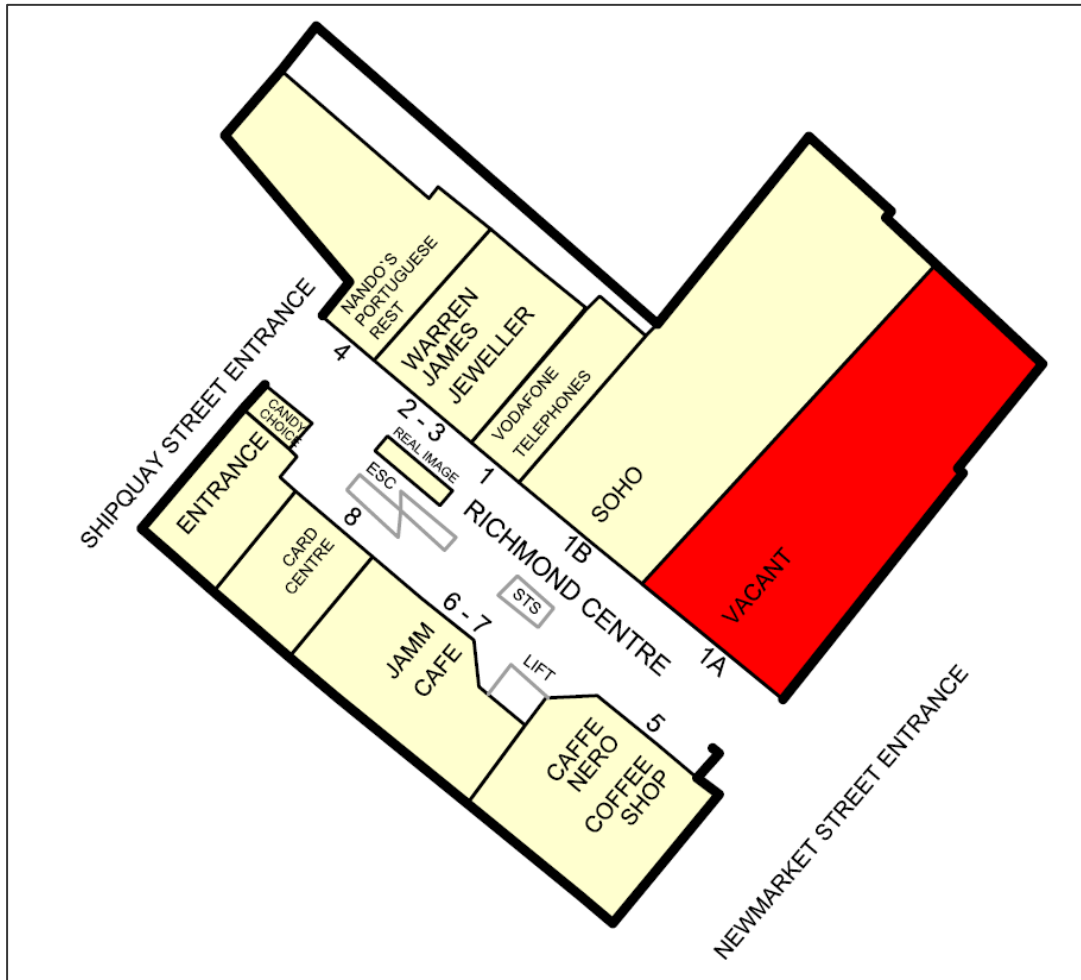 NANDO`S
PORTUGUESE
REST
4
WARREN
JAMES
JEWELLER
2 - 3
VODAFONE
TELEPHONES
1
SOHO
1B
VACANT
1A
SHIPQUAY STREET ENTRANCE
CANDY
CHOICE
ENTRANCE
REAL IMAGE
ESC
8
CARD
CENTRE
RICHMOND CENTRE
STS
6 - 7
JAMM
CAFE
LIFT
5
CAFFE
NERO
COFFEE
SHOP
NEWMARKET STREET ENTRANCE